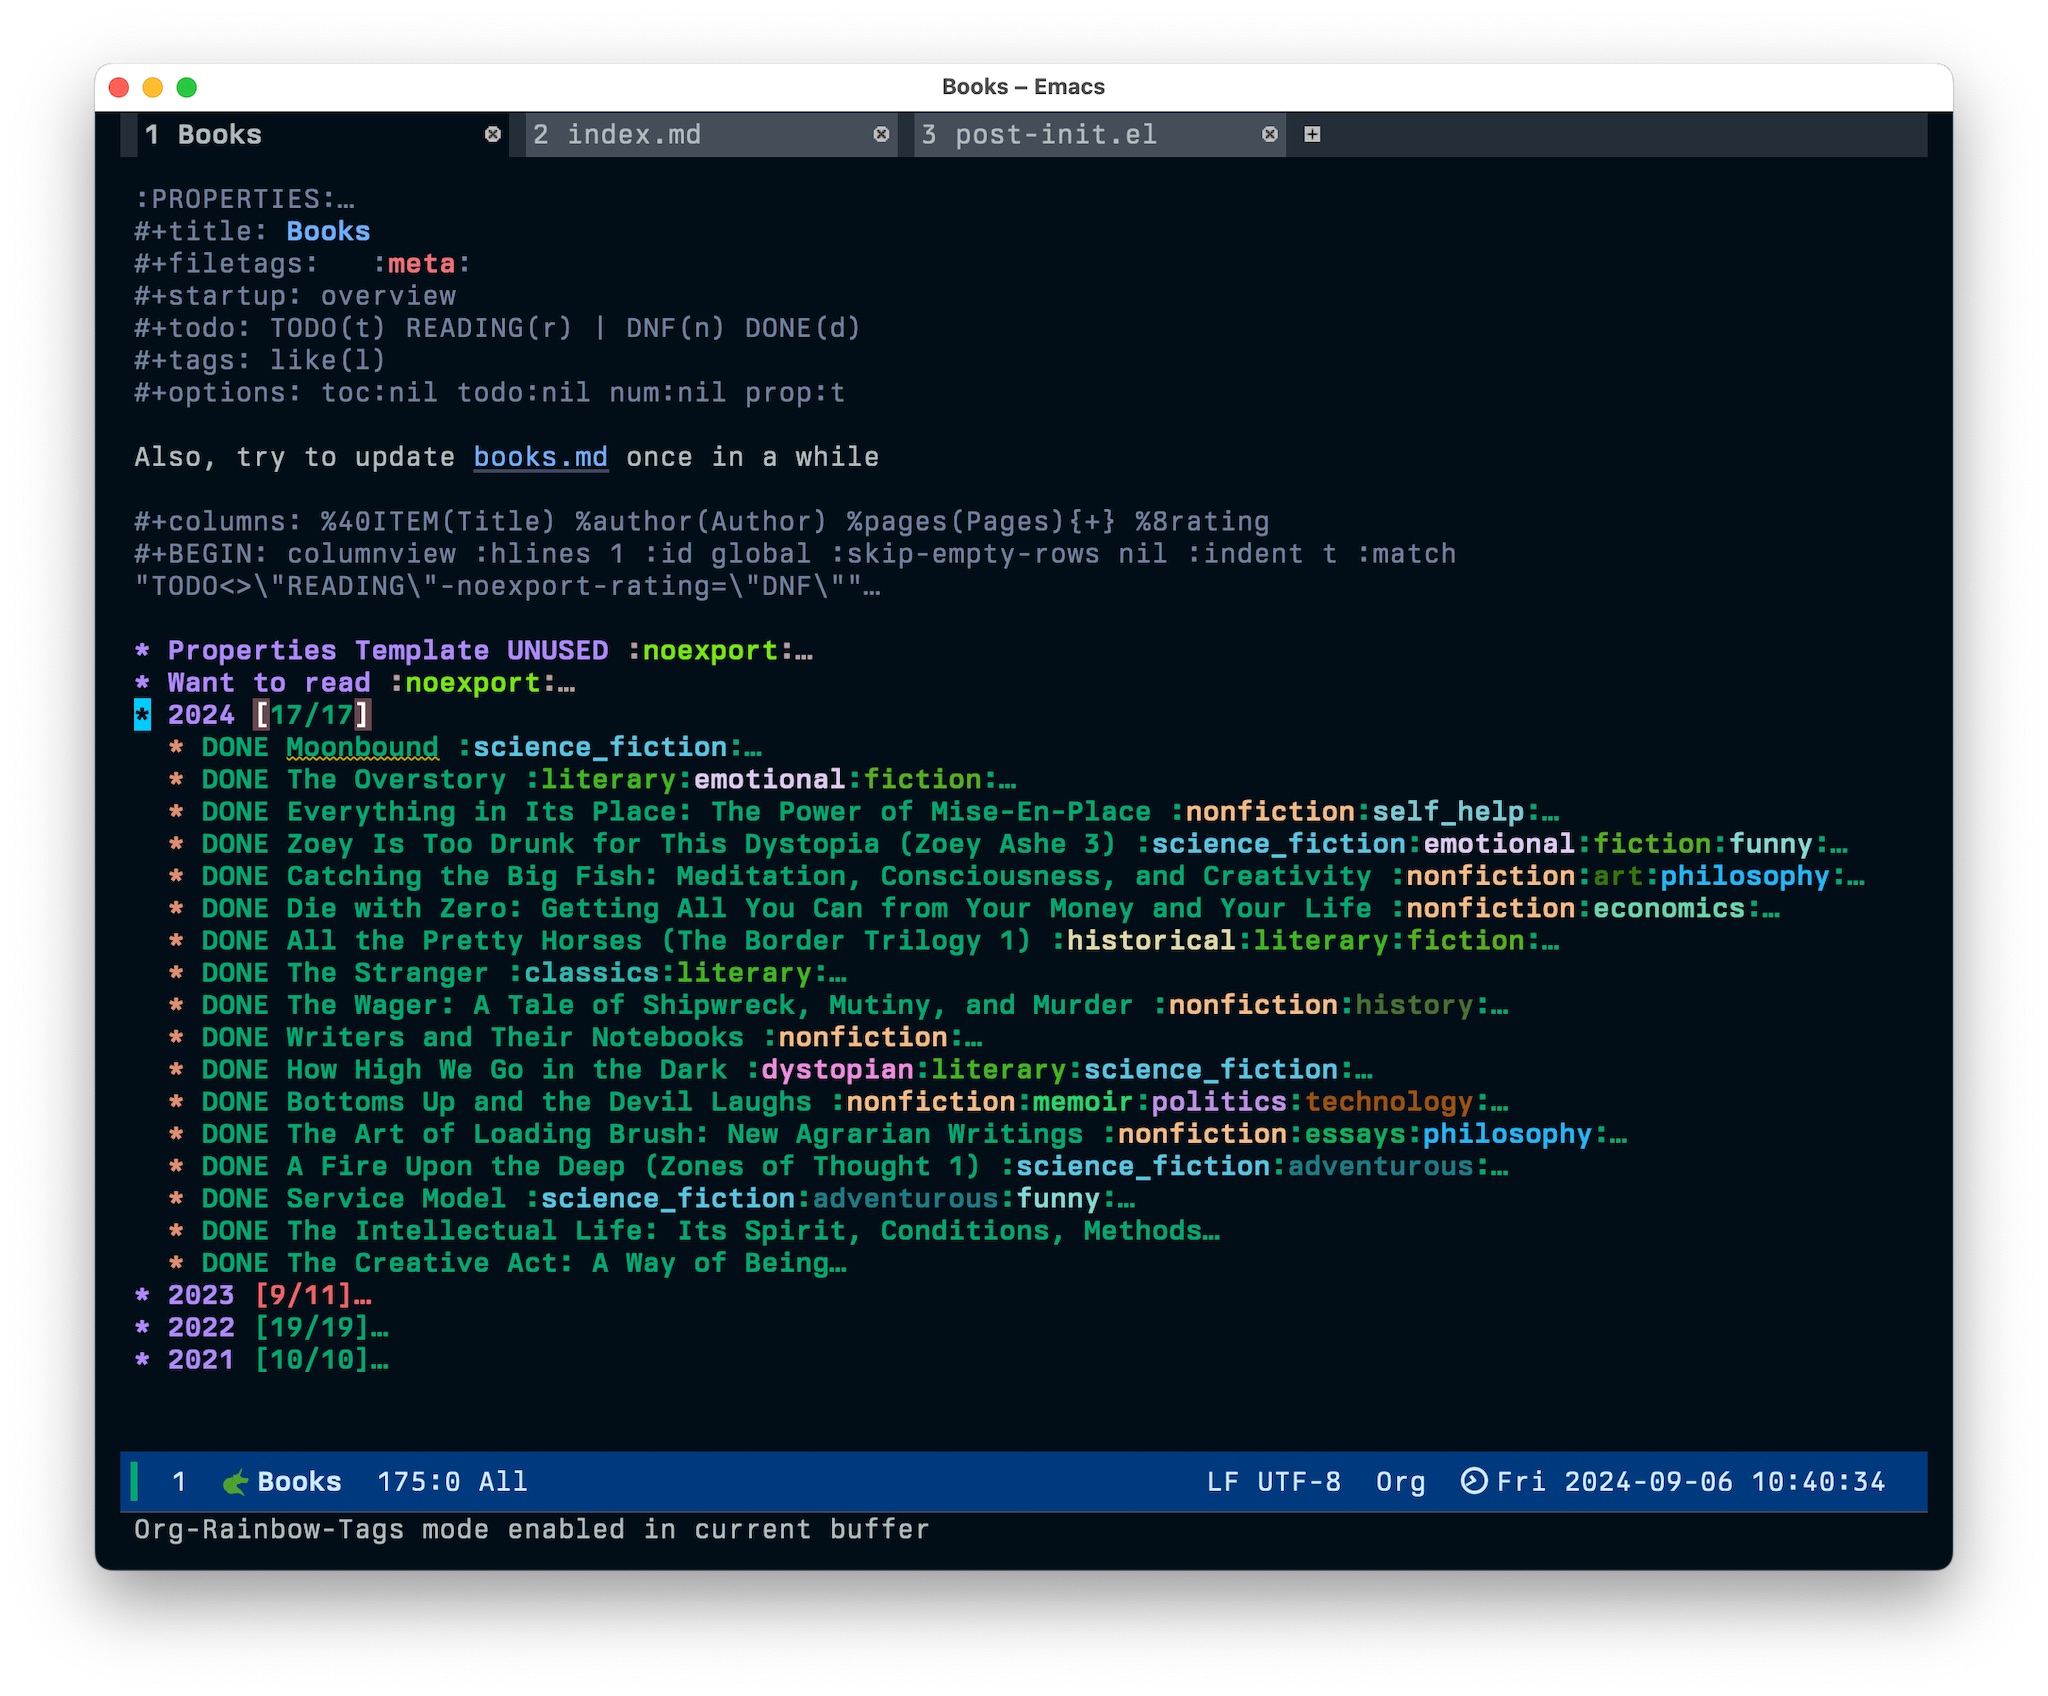 Books – Emacs
1 Books 2 index.md 3 post-init.el
:PROPERTIES:…
#+title: Books
#+filetags:   :meta:
#+startup: overview
#+todo: TODO(t) READING(r) | DNF(n) DONE(d)
#+tags: like(l)
#+options: toc:nil todo:nil num:nil prop:t
Also, try to update books.md once in a while
#+columns: %40ITEM(Title) %author(Author) %pages(Pages){+} %8rating
#+BEGIN: columnview :hlines 1 :id global :skip-empty-rows nil :indent t :match
"TODO<>\"READING\"-noexport-rating=\"DNF\""…
* Properties Template UNUSED :noexport:…
* Want to read :noexport:…
* 2024 [17/17]
* DONE Moonbound :science_fiction:…
* DONE The Overstory :literary:emotional:fiction:…
* DONE Everything in Its Place: The Power of Mise-En-Place :nonfiction:self_help:…
* DONE Zoey Is Too Drunk for This Dystopia (Zoey Ashe 3) :science_fiction:emotional:fiction:funny:…
* DONE Catching the Big Fish: Meditation, Consciousness, and Creativity :nonfiction:art:philosophy:…
* DONE Die with Zero: Getting All You Can from Your Money and Your Life :nonfiction:economics:…
* DONE All the Pretty Horses (The Border Trilogy 1) :historical:literary:fiction:…
* DONE The Stranger :classics:literary:…
* DONE The Wager: A Tale of Shipwreck, Mutiny, and Murder :nonfiction:history:…
* DONE Writers and Their Notebooks :nonfiction:…
* DONE How High We Go in the Dark :dystopian:literary:science_fiction:…
* DONE Bottoms Up and the Devil Laughs :nonfiction:memoir:politics:technology:…
* DONE The Art of Loading Brush: New Agrarian Writings :nonfiction:essays:philosophy:…
* DONE A Fire Upon the Deep (Zones of Thought 1) :science_fiction:adventurous:…
* DONE Service Model :science_fiction:adventurous:funny:…
* DONE The Intellectual Life: Its Spirit, Conditions, Methods…
* DONE The Creative Act: A Way of Being…
* 2023 [9/11]…
* 2022 [19/19]…
* 2021 [10/10]…
1 Books 175:0 All LF UTF-8 Org Fri 2024-09-06 10:40:34
Org-Rainbow-Tags mode enabled in current buffer